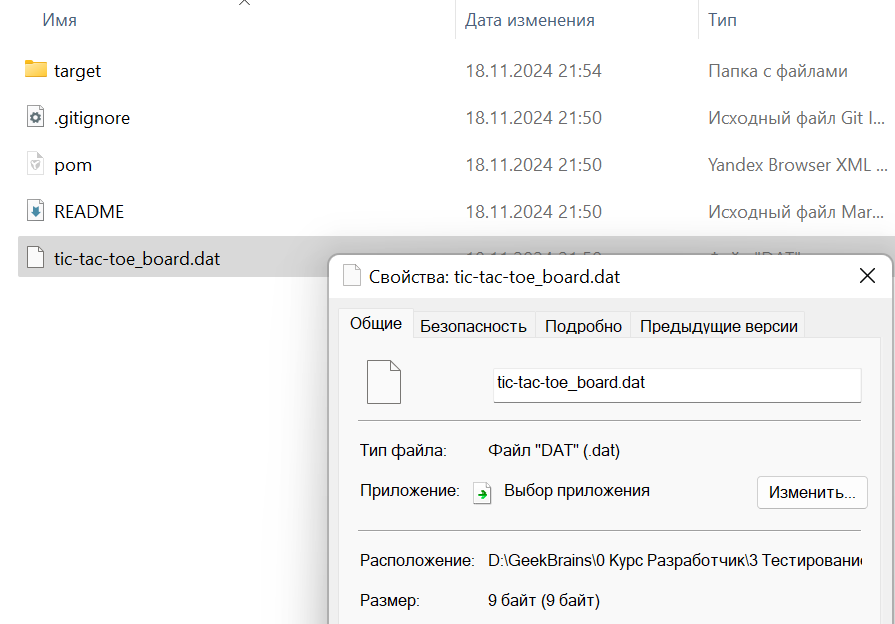 Имя Дата изменения Тип
target 18.11.2024 21:54 Папка с файлами
.gitignore 18.11.2024 21:50 Исходный файл Git I...
pom 18.11.2024 21:50 Yandex Browser XML ...
README 18.11.2024 21:50 Исходный файл Mar...
tic-tac-toe_board.dat
Свойства: tic-tac-toe_board.dat
Общие Безопасность Подробно Предыдущие версии
tic-tac-toe_board.dat
Тип файла: Файл "DAT" (.dat)
Приложение: Выбор приложения Изменить...
Расположение: D:\GeekBrains\0 Курс Разработчик\3 Тестирование
Размер: 9 байт (9 байт)